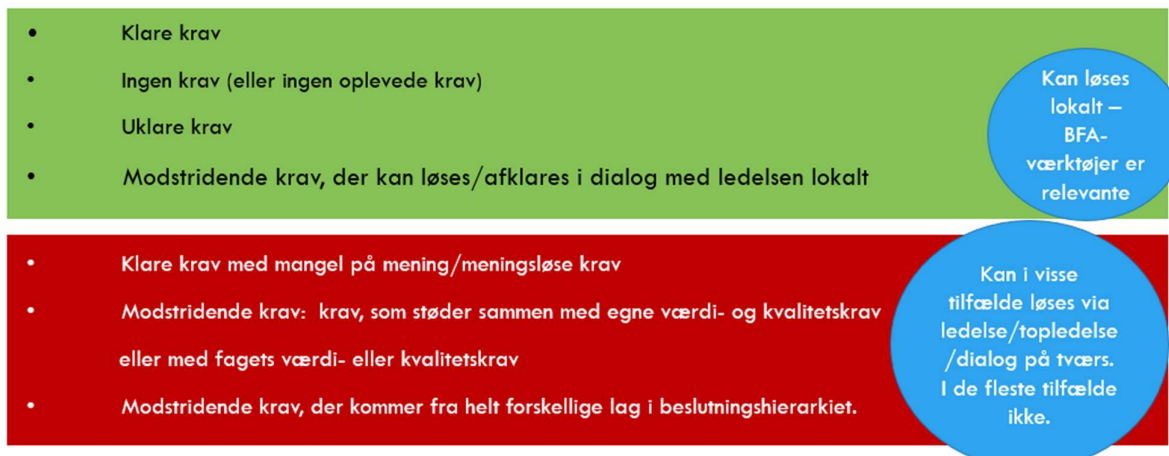 • Klare krav
• Ingen krav (eller ingen oplevede krav)
• Uklare krav
• Modstridende krav, der kan løses/afklares i dialog med ledelsen lokalt
Kan løses
lokalt –
BFA-
værktøjer er
relevante
• Klare krav med mangel på mening/meningsløse krav
• Modstridende krav: krav, som støder sammen med egne værdi- og kvalitetskrav
eller med fagets værdi- eller kvalitetskrav
• Modstridende krav, der kommer fra helt forskellige lag i beslutningshierarkiet.
Kan i visse
tilfælde løses via
ledelse/topledelse
/dialog på tværs.
I de fleste tilfælde
ikke.